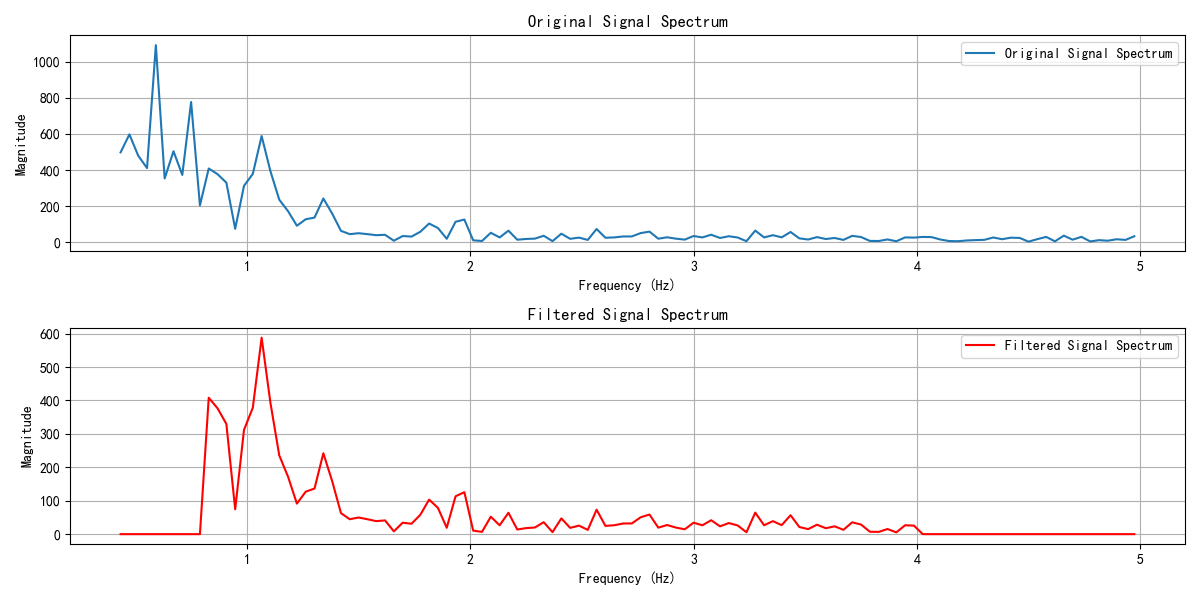 Original Signal Spectrum
Original Signal Spectrum
Magnitude
1000
800
600
400
200
0
1
2
3
4
5
Frequency (Hz)
Filtered Signal Spectrum
Filtered Signal Spectrum
Magnitude
600
500
400
300
200
100
0
1
2
3
4
5
Frequency (Hz)